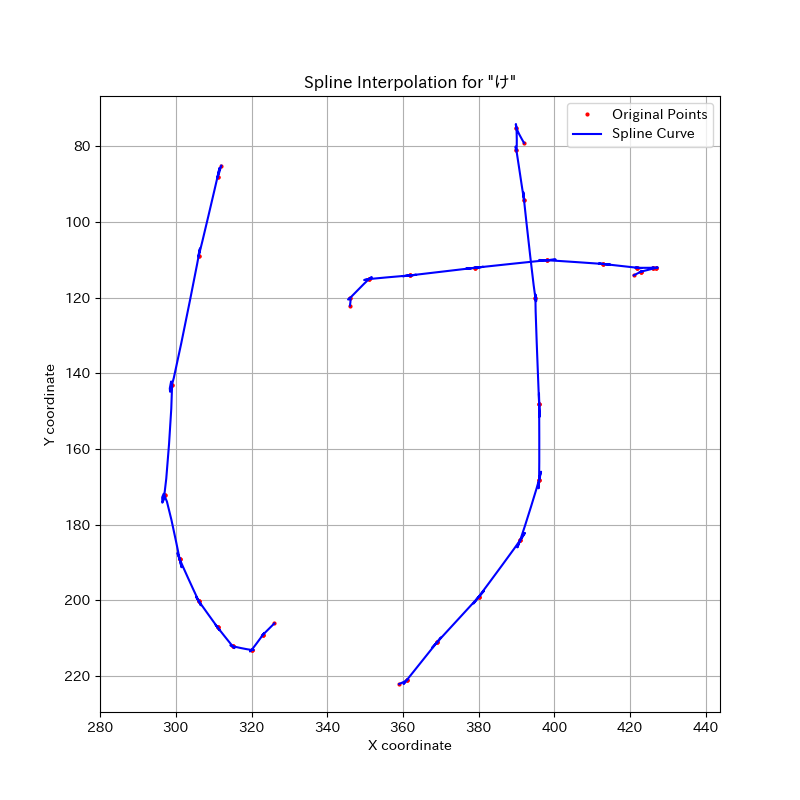 Spline Interpolation for "け"
Original Points
Spline Curve
80
100
120
140
160
180
200
220
Y coordinate
280 300 320 340 360 380 400 420 440
X coordinate